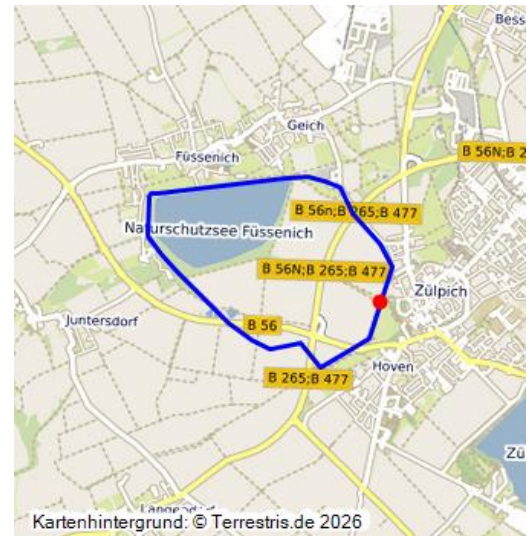 Bess
Geich
Füssenich
B 56N;B 2
B 56n;B 265;B 477
Naturschutzsee Füssenich
B 56N;B 265;B 477
Zülpich
Juntersdorf
B 56
Hoven
B 265;B 477
Zü
Kartenhintergrund: © Terrestris.de 2026